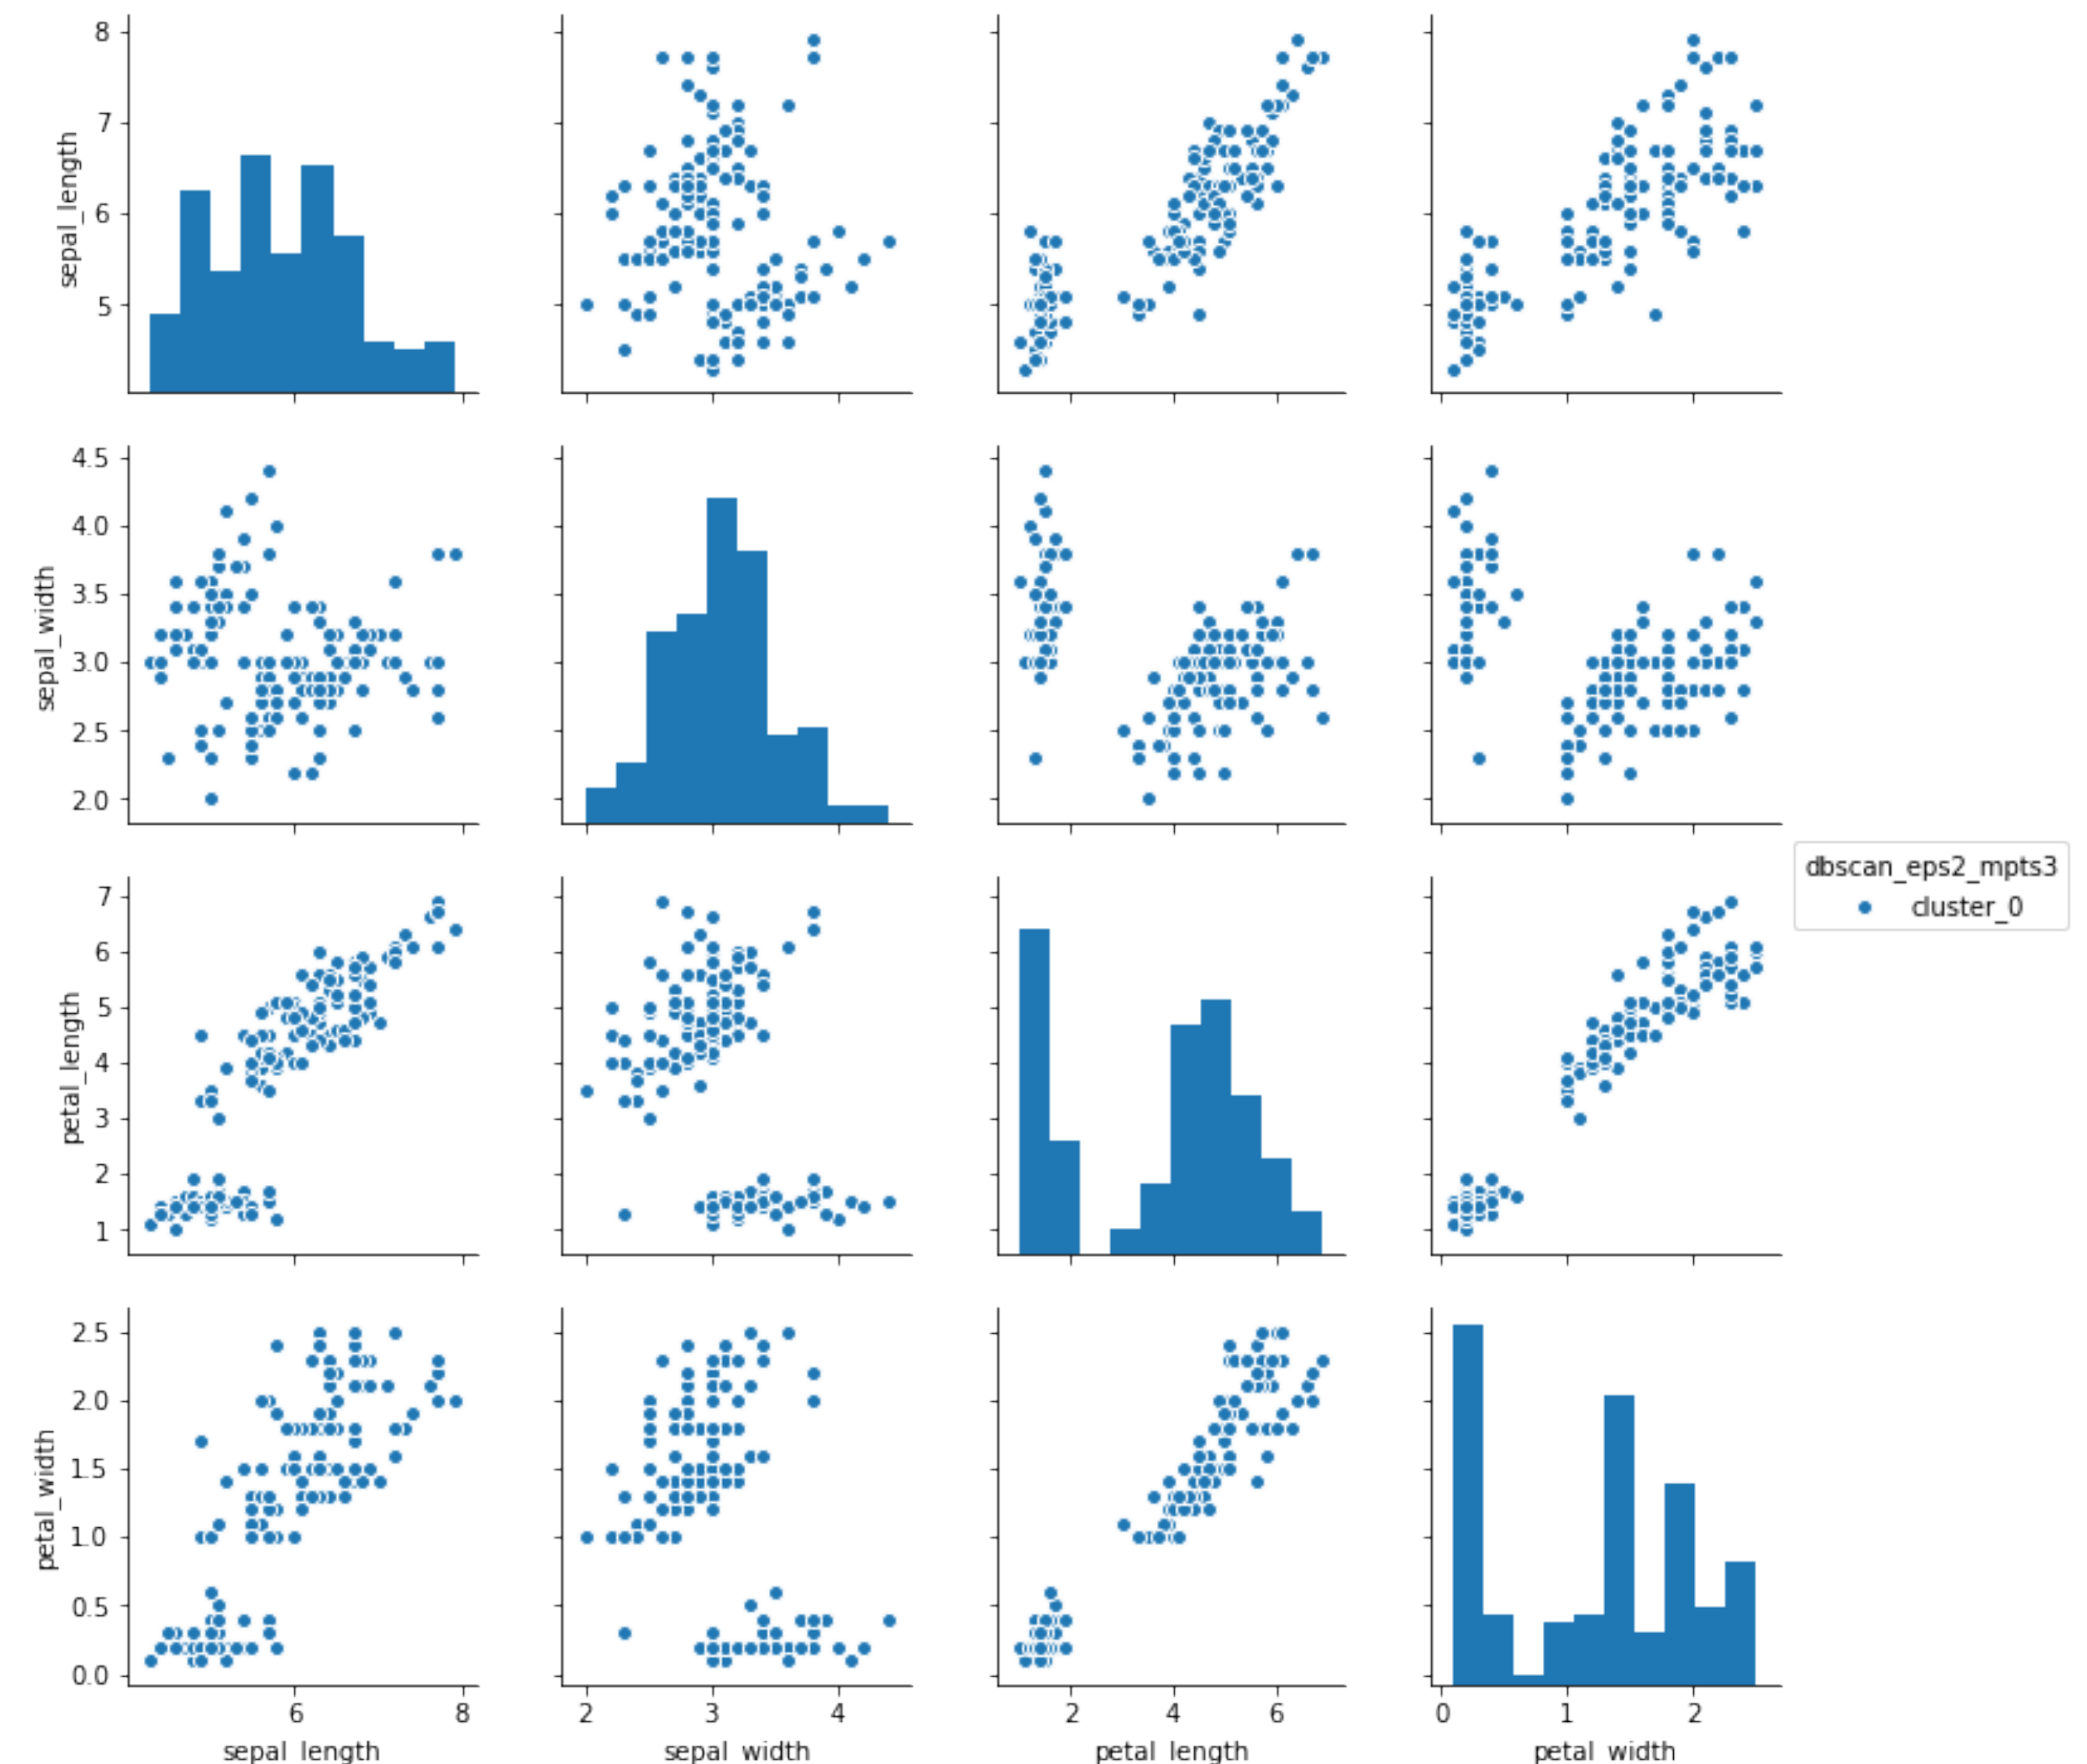 8
7
6
5
sepal_length
4.5
4.0
3.5
3.0
2.5
2.0
sepal_width
dbscan_eps2_mpts3
cluster_0
7
6
5
4
3
2
1
petal_length
2.5
2.0
1.5
1.0
0.5
0.0
petal_width
6 8 2 3 4 2 4 6 0 1 2
sepal_length sepal_width petal_length petal_width